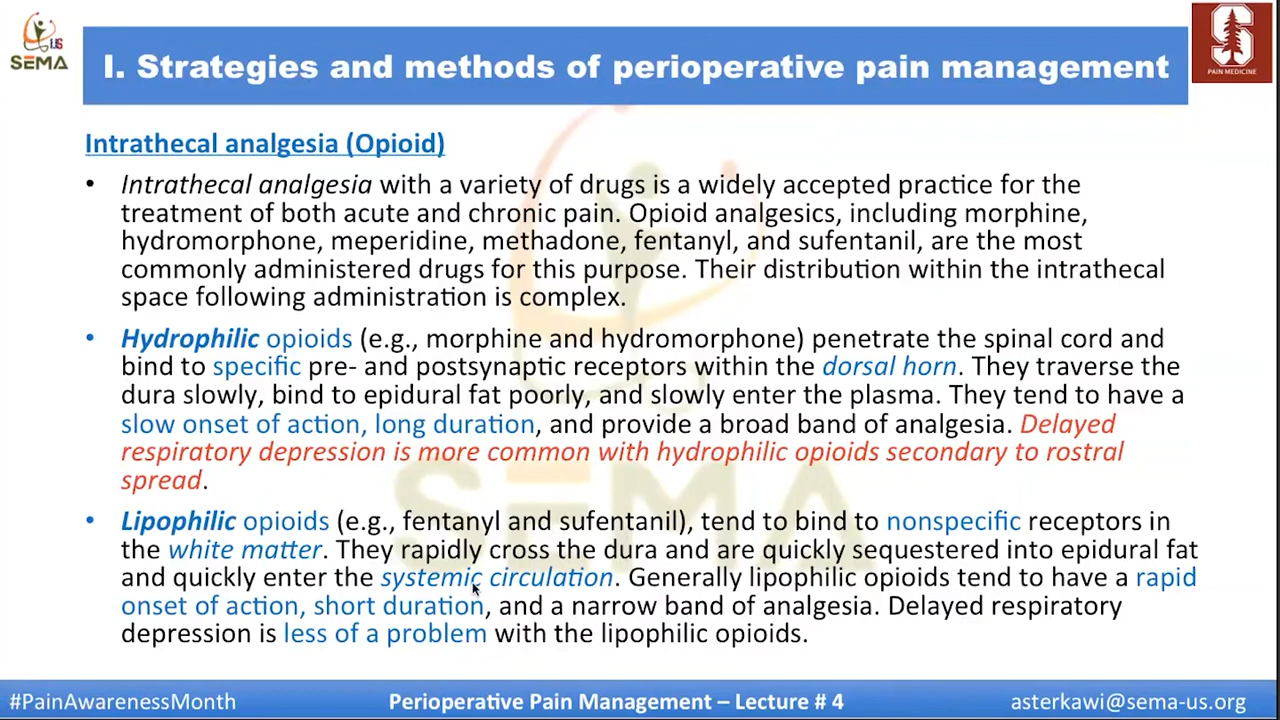 US
SEMA
I. Strategies and methods of perioperative pain management
S
PAIN MEDICINE
Intrathecal analgesia (Opioid)
• Intrathecal analgesia with a variety of drugs is a widely accepted practice for the
treatment of both acute and chronic pain. Opioid analgesics, including morphine,
hydromorphone, meperidine, methadone, fentanyl, and sufentanil, are the most
commonly administered drugs for this purpose. Their distribution within the intrathecal
space following administration is complex.
• Hydrophilic opioids (e.g., morphine and hydromorphone) penetrate the spinal cord and
bind to specific pre- and postsynaptic receptors within the dorsal horn. They traverse the
dura slowly, bind to epidural fat poorly, and slowly enter the plasma. They tend to have a
slow onset of action, long duration, and provide a broad band of analgesia. Delayed
respiratory depression is more common with hydrophilic opioids secondary to rostral
spread.
• Lipophilic opioids (e.g., fentanyl and sufentanil), tend to bind to nonspecific receptors in
the white matter. They rapidly cross the dura and are quickly sequestered into epidural fat
and quickly enter the systemic circulation. Generally lipophilic opioids tend to have a rapid
onset of action, short duration, and a narrow band of analgesia. Delayed respiratory
depression is less of a problem with the lipophilic opioids.
SEMA
#PainAwarenessMonth
Perioperative Pain Management – Lecture # 4
asterkawi@sema-us.org